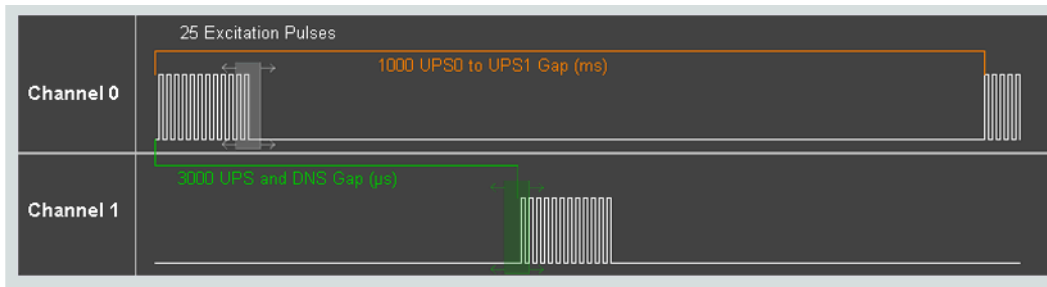 25 Excitation Pulses
1000 UPS0 to UPS1 Gap (ms)
Channel 0
3000 UPS and DNS Gap (µs)
Channel 1